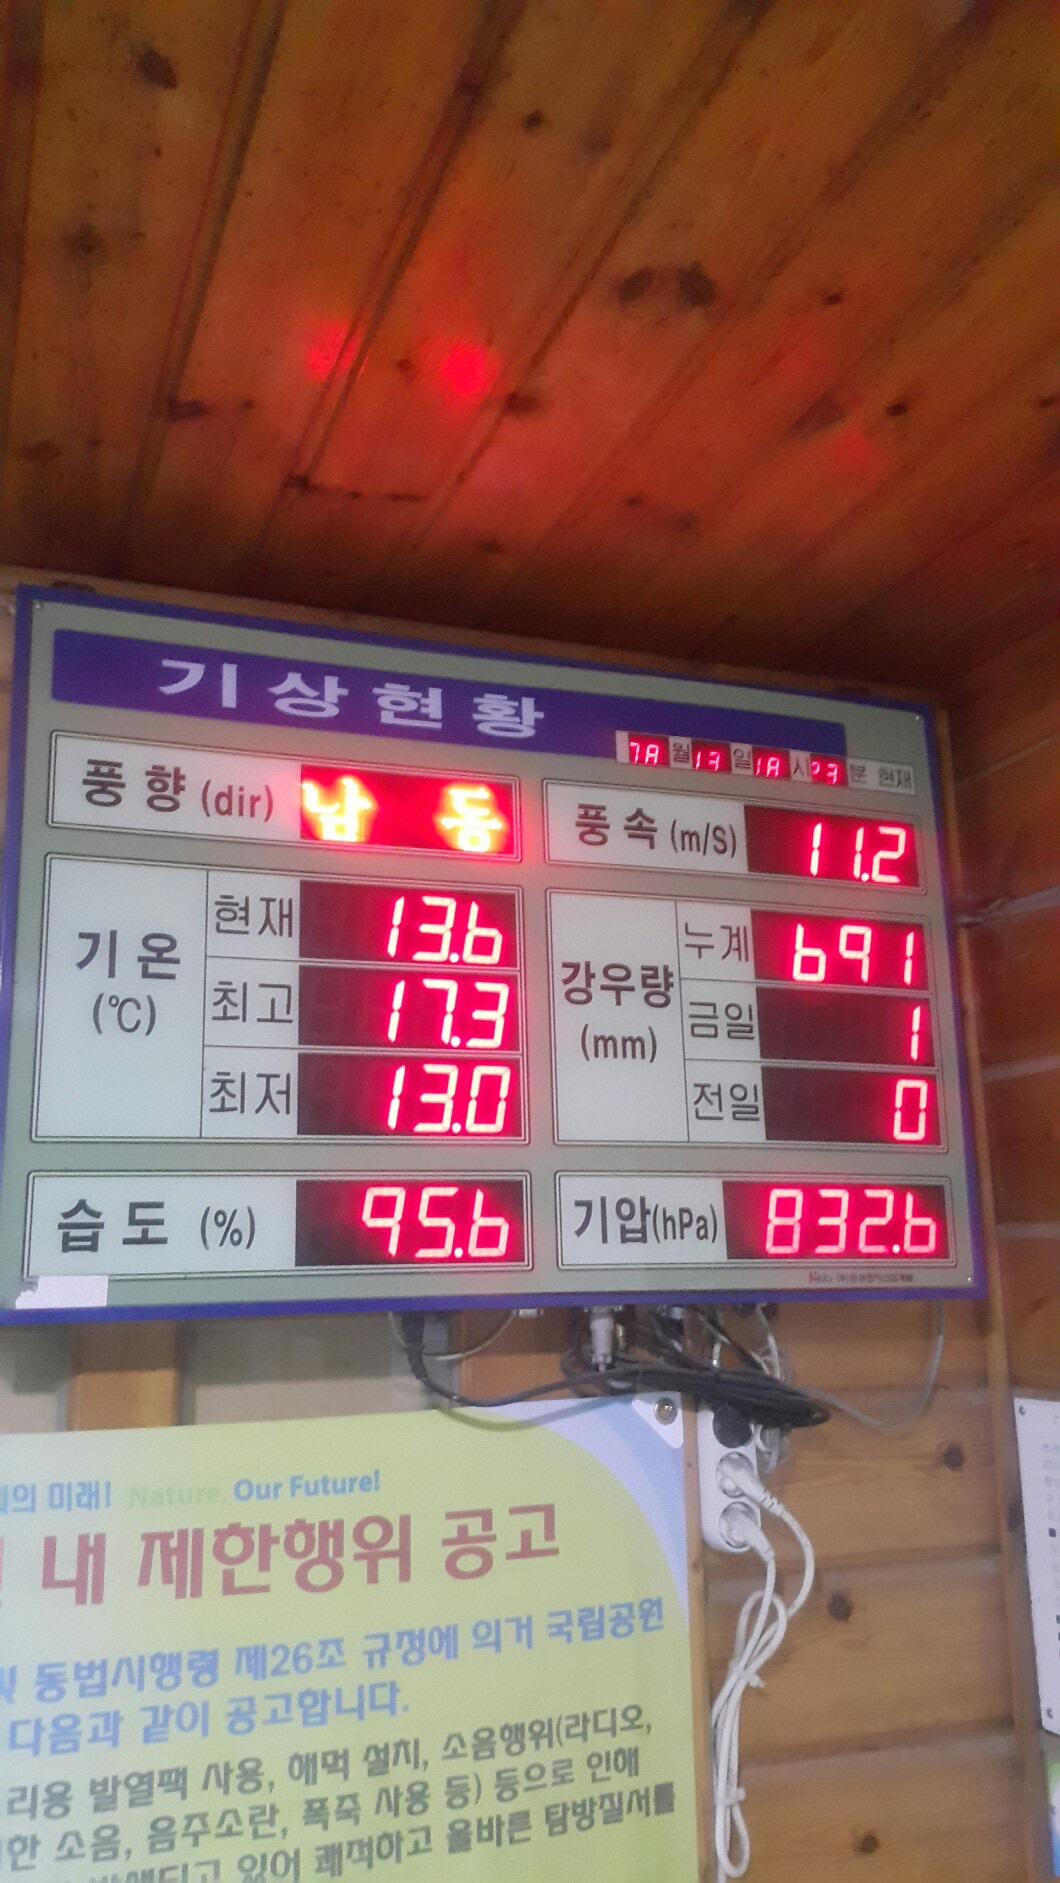 기상현황
월 13 일 시 분 현재
풍향 (dir) 남 동
풍속 (m/S) 11.2
기온 (℃)
현재 13.6
최고 17.3
최저 13.0
강우량 (mm)
누계 691
금일 1
전일 0
습도 (%) 95.6
기압(hPa) 832.6
의 미래! Nature, Our Future!
내 제한행위 공고
동법시행령 제26조 규정에 의거 국립공원
다음과 같이 공고합니다.
리용 발열팩 사용, 해먹 설치, 소음행위(라디오,
한 소음, 음주소란, 폭죽 사용 등) 등으로 인해
있어 쾌적하고 올바른 탐방질서를